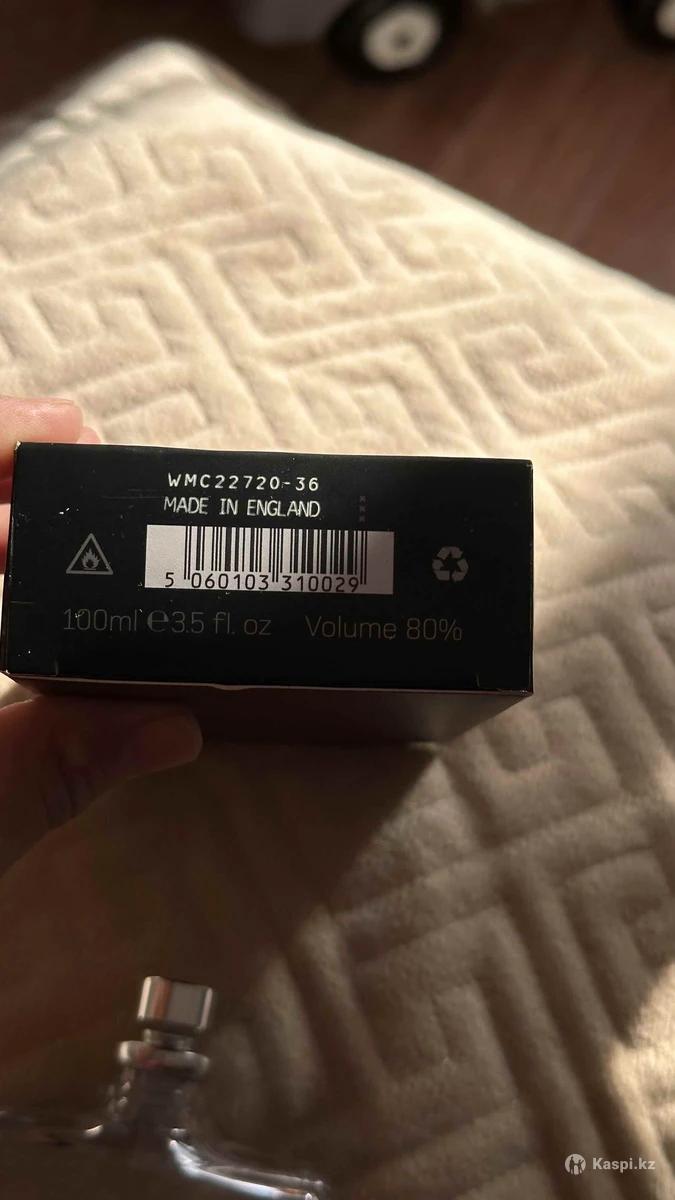 WMC22720-36
MADE IN ENGLAND
5 060103 310029
100ml e 3.5 fl. oz Volume 80%
Kaspi.kz